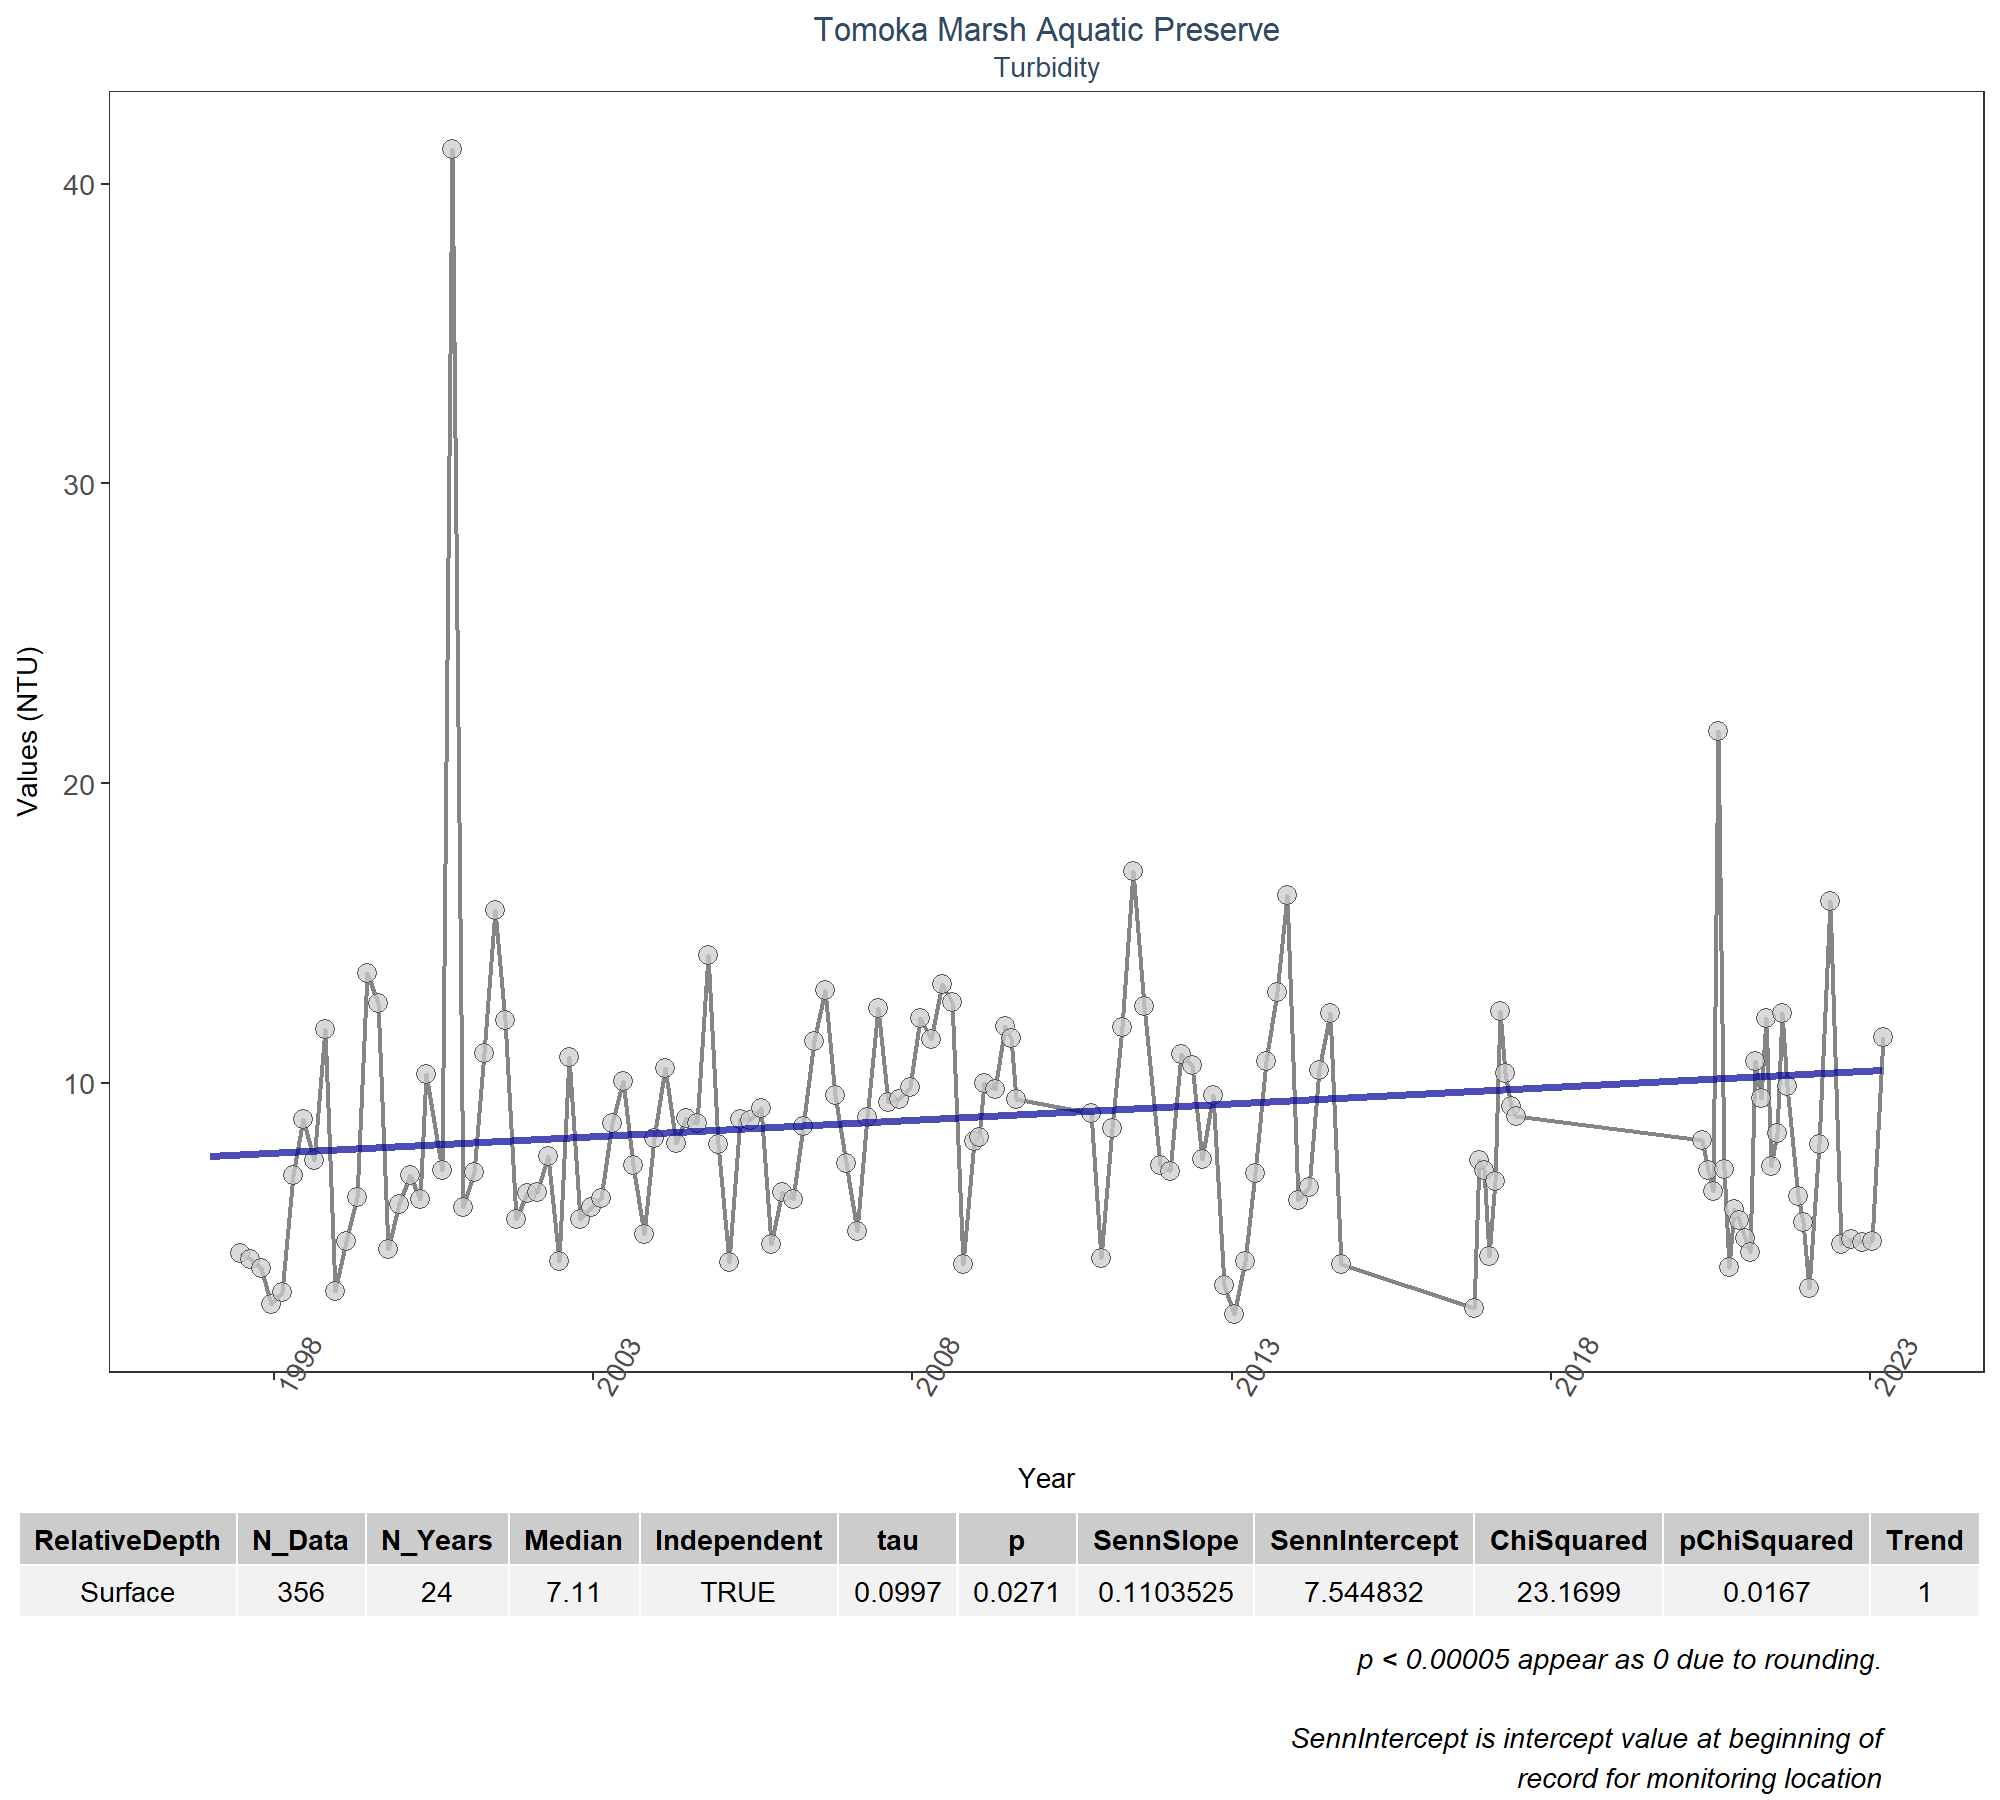 Tomoka Marsh Aquatic Preserve
Turbidity
40
30
20
10
Values (NTU)
1998
2003
2008
2013
2018
2023
Year
RelativeDepth N_Data N_Years Median Independent tau p SennSlope SennIntercept ChiSquared pChiSquared Trend
Surface 356 24 7.11 TRUE 0.0997 0.0271 0.1103525 7.544832 23.1699 0.0167 1
p < 0.00005 appear as 0 due to rounding.
SennIntercept is intercept value at beginning of
record for monitoring location